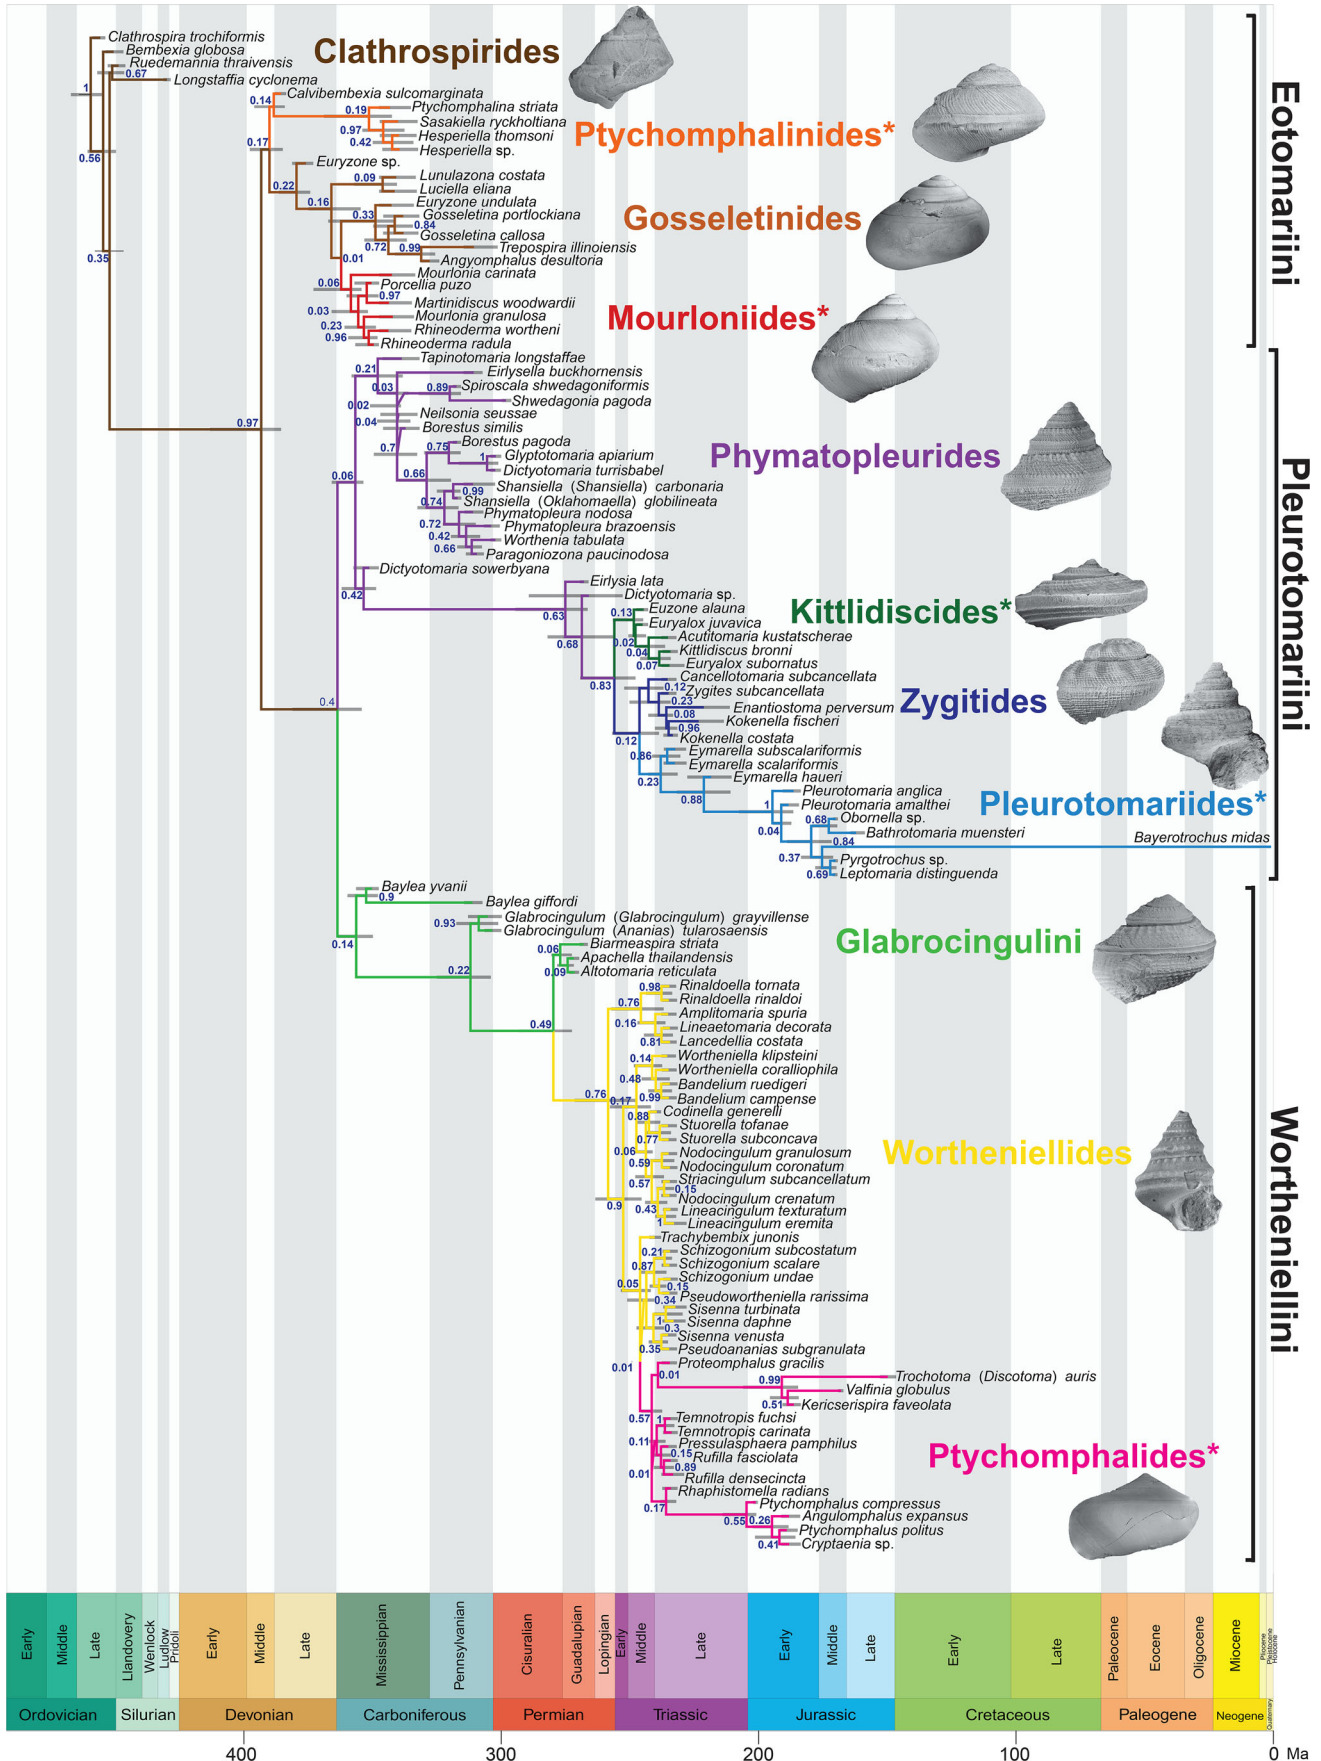 Clathrospira trochiformis
Bembexia globosa
Ruedemannia thraivensis
0.67
Longstaffia cyclonema
1
Clathrospirides
Calvibembexia sulcomarginata
0.14
Ptychomphalina striata
0.19
Sasakiella ryckholtiana
0.97
Hesperiella thomsoni
0.42
Hesperiella sp.
Ptychomphalinides*
0.17
0.56
Euryzone sp.
Lunulazona costata
0.09
Luciella eliana
0.22
Euryzone undulata
0.16
Gosseletina portlockiana
0.33
0.84
Gosseletina callosa
Gosseletinides
0.72
0.99
Trepospira illinoiensis
Angyomphalus desultoria
0.35
0.01
Mourlonia carinata
0.06
Porcellia puzo
0.97
Martinidiscus woodwardii
0.03
Mourlonia granulosa
Mourloniides*
0.23
Rhineoderma wortheni
0.96
Rhineoderma radula
Eotomariini
Tapinotomaria longstaffae
0.21
Eirlysella buckhornensis
0.03
0.89
Spiroscala shwedagoniformis
Shwedagonia pagoda
0.02
Neilsonia seussae
0.04
Borestus similis
0.97
Borestus pagoda
0.7
0.75
Glyptotomaria apiarium
1
Dictyotomaria turrisbabel
Phymatopleurides
0.06
0.66
Shansiella (Shansiella) carbonaria
0.99
Shansiella (Oklahomaella) globilineata
0.74
Phymatopleura nodosa
0.72
Phymatopleura brazoensis
0.42
Worthenia tabulata
0.66
Paragoniozona paucinodosa
Dictyotomaria sowerbyana
0.42
Eirlysia lata
Dictyotomaria sp.
0.63
0.13
Euzone alauna
Euryalox juvavica
0.02
Acutitomaria kustatscherae
0.68
0.04
Kittlidiscus bronni
0.07
Euryalox subornatus
Kittlidiscides*
0.83
Cancellotomaria subcancellata
0.12
Zygites subcancellata
0.23
Enantiostoma perversum
0.08
Kokenella fischeri
0.96
Kokenella costata
Zygitides
0.4
0.12
0.86
Eymarella subscalariformis
Eymarella scalariformis
0.23
Eymarella haueri
0.88
Pleurotomaria anglica
1
Pleurotomaria amalthei
Pleurotomariides*
0.04
0.68
Obornella sp.
Bathrotomaria muensteri
0.84
Bayerotrochus midas
0.37
Pyrgotrochus sp.
0.69
Leptomaria distinguenda
Pleurotomariini
Baylea yvanii
0.9
Baylea giffordi
0.14
0.93
Glabrocingulum (Glabrocingulum) grayvillense
Glabrocingulum (Ananias) tularosaensis
Glabrocingulini
0.22
0.06
Biarmeaspira striata
Apachella thailandensis
0.09
Altotomaria reticulata
0.49
0.98
Rinaldoella tornata
Rinaldoella rinaldoi
0.76
Amplitomaria spuria
0.16
Lineaetomaria decorata
0.81
Lancedellia costata
0.14
Wortheniella klipsteini
Wortheniella coralliophila
0.48
Bandelium ruedigeri
0.99
Bandelium campense
0.76
0.17
Codinella generelli
0.88
Stuorella tofanae
0.77
Stuorella subconcava
0.06
Nodocingulum granulosum
0.59
Nodocingulum coronatum
0.57
Striacingulum subcancellatum
0.15
Nodocingulum crenatum
0.43
Lineacingulum texturatum
1
Lineacingulum eremita
Wortheniellides
0.9
Trachybembix junonis
0.21
Schizogonium subcostatum
0.87
Schizogonium scalare
Schizogonium undae
0.05
0.15
Pseudowortheniella rarissima
0.34
Sisenna turbinata
1
Sisenna daphne
0.3
Sisenna venusta
0.35
Pseudoananias subgranulata
0.01
Proteomphalus gracilis
0.01
Trochotoma (Discotoma) auris
0.99
Valfinia globulus
0.51
Kericserispira faveolata
0.57
1
Temnotropis fuchsi
Temnotropis carinata
0.11
Pressulasphaera pamphilus
0.15
Rufilla fasciolata
0.89
0.01
Rufilla densecincta
Ptychomphalides*
Rhaphistomella radians
0.17
Ptychomphalus compressus
0.55
0.26
Angulomphalus expansus
Ptychomphalus politus
0.41
Cryptaenia sp.
Wortheniellini
Early
Middle
Late
Llandovery
Wenlock
Ludlow
Pridoli
Early
Middle
Late
Mississippian
Pennsylvanian
Cisuralian
Guadalupian
Lopingian
Early
Middle
Late
Early
Middle
Late
Early
Late
Paleocene
Eocene
Oligocene
Miocene
Pliocene
Pleistocene
Holocene
Ordovician
Silurian
Devonian
Carboniferous
Permian
Triassic
Jurassic
Cretaceous
Paleogene
Neogene
Quaternary
400
300
200
100
0 Ma